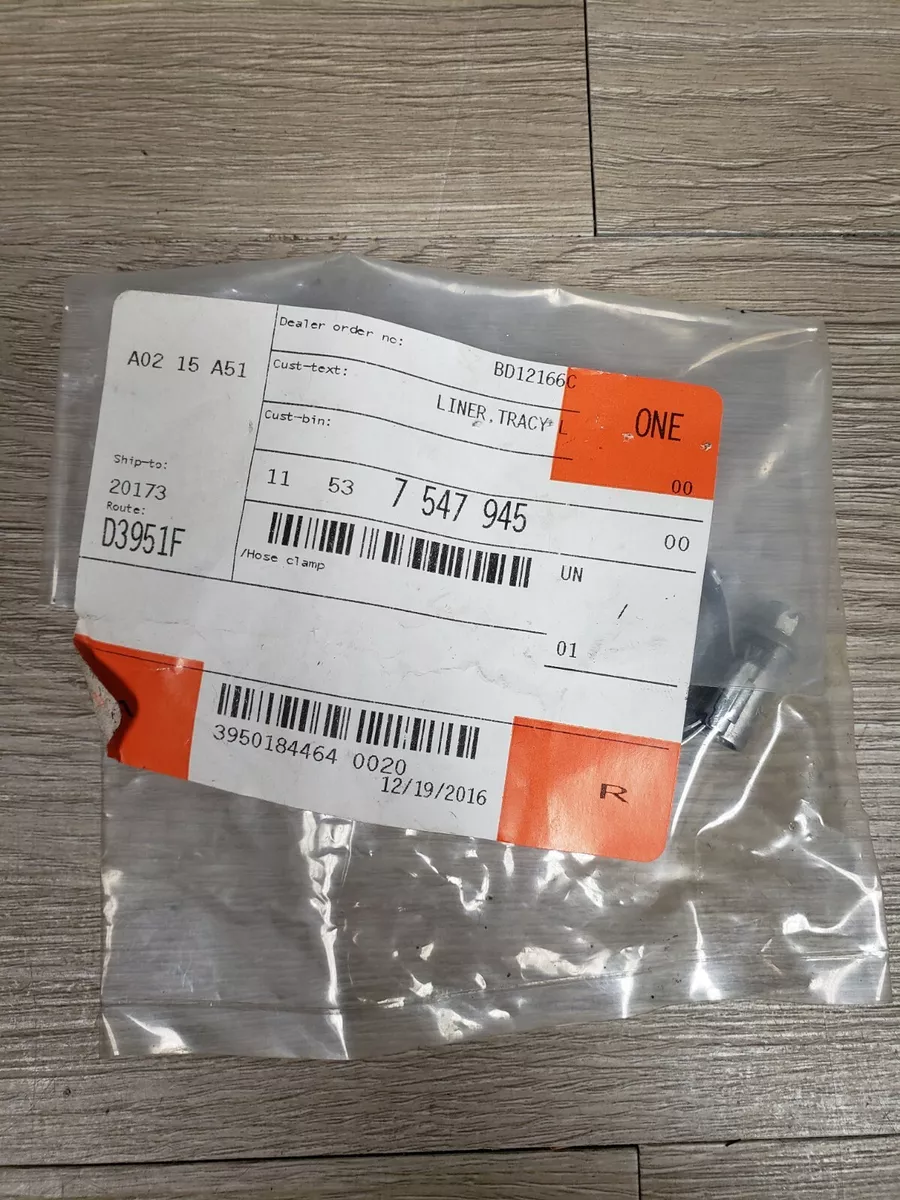 A02 15 A51
Dealer order no:
BD12166C
Cust-text:
LINER,TRACY L
Cust-bin:
ONE
00
Ship-to:
20173
Route:
D3951F
11 53 7 547 945
00
/Hose clamp
UN
/
01
3950184464 0020
12/19/2016
R